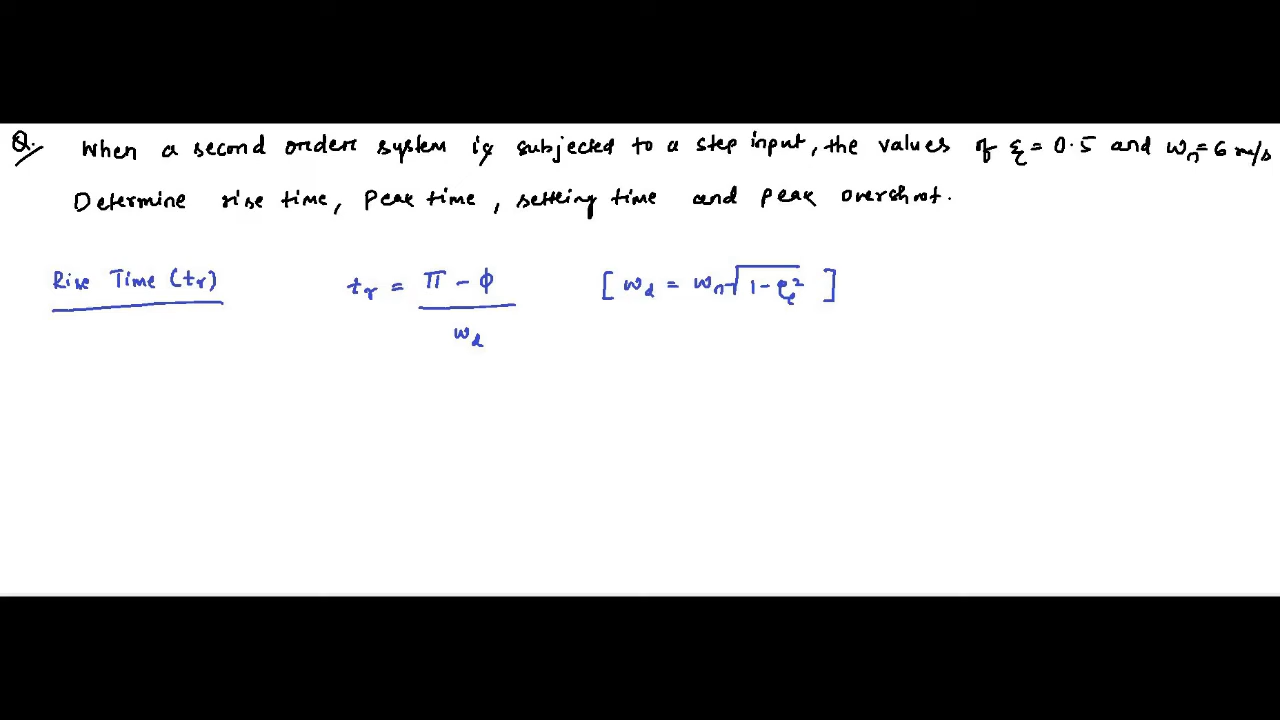 Q. When a second order system is subjected to a step input, the values of ξ = 0.5 and ωn = 6 r/s
Determine rise time, Peak time, settling time and peak overshoot.
Rise Time (tr) tr = π - ϕ / ωd [ωd = ωn√1-ξ²]